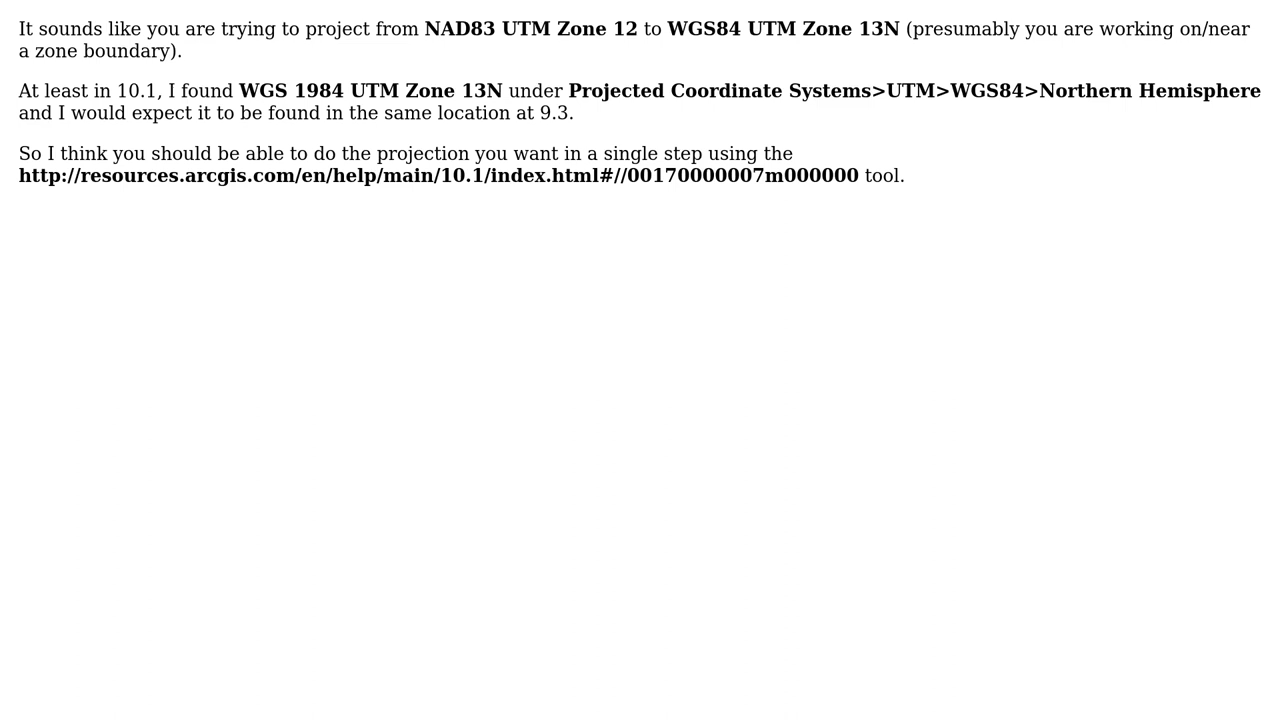 It sounds like you are trying to project from NAD83 UTM Zone 12 to WGS84 UTM Zone 13N (presumably you are working on/near
a zone boundary).
At least in 10.1, I found WGS 1984 UTM Zone 13N under Projected Coordinate Systems>UTM>WGS84>Northern Hemisphere
and I would expect it to be found in the same location at 9.3.
So I think you should be able to do the projection you want in a single step using the
http://resources.arcgis.com/en/help/main/10.1/index.html#//00170000007m000000 tool.